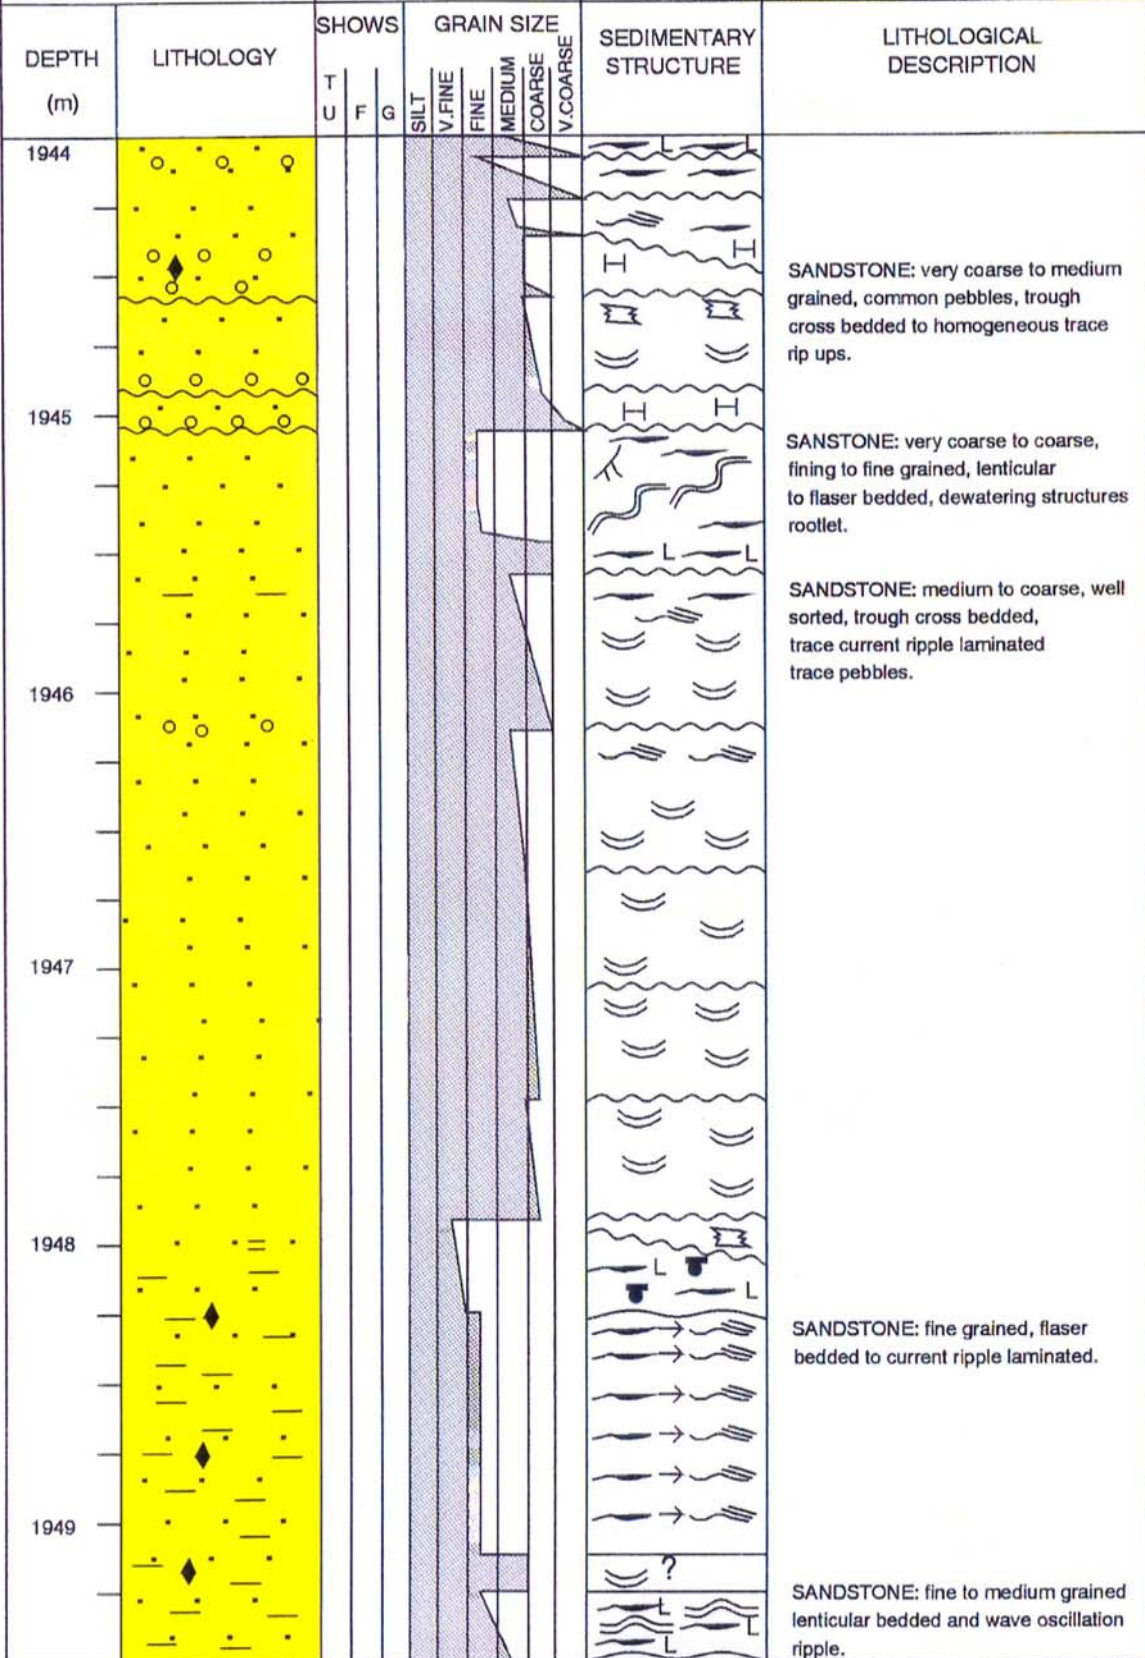 DEPTH
(m)
LITHOLOGY
SHOWS
T
U
F
G
GRAIN SIZE
SILT
V.FINE
FINE
MEDIUM
COARSE
V.COARSE
SEDIMENTARY
STRUCTURE
LITHOLOGICAL
DESCRIPTION
1944
L L
H H
SANDSTONE: very coarse to medium
grained, common pebbles, trough
cross bedded to homogeneous trace
rip ups.
1945
H H
SANSTONE: very coarse to coarse,
fining to fine grained, lenticular
to flaser bedded, dewatering structures
rootlet.
L L
SANDSTONE: medium to coarse, well
sorted, trough cross bedded,
trace current ripple laminated
trace pebbles.
1946
1947
1948
L
L
SANDSTONE: fine grained, flaser
bedded to current ripple laminated.
1949
?
SANDSTONE: fine to medium grained
lenticular bedded and wave oscillation
ripple.
L
L
L